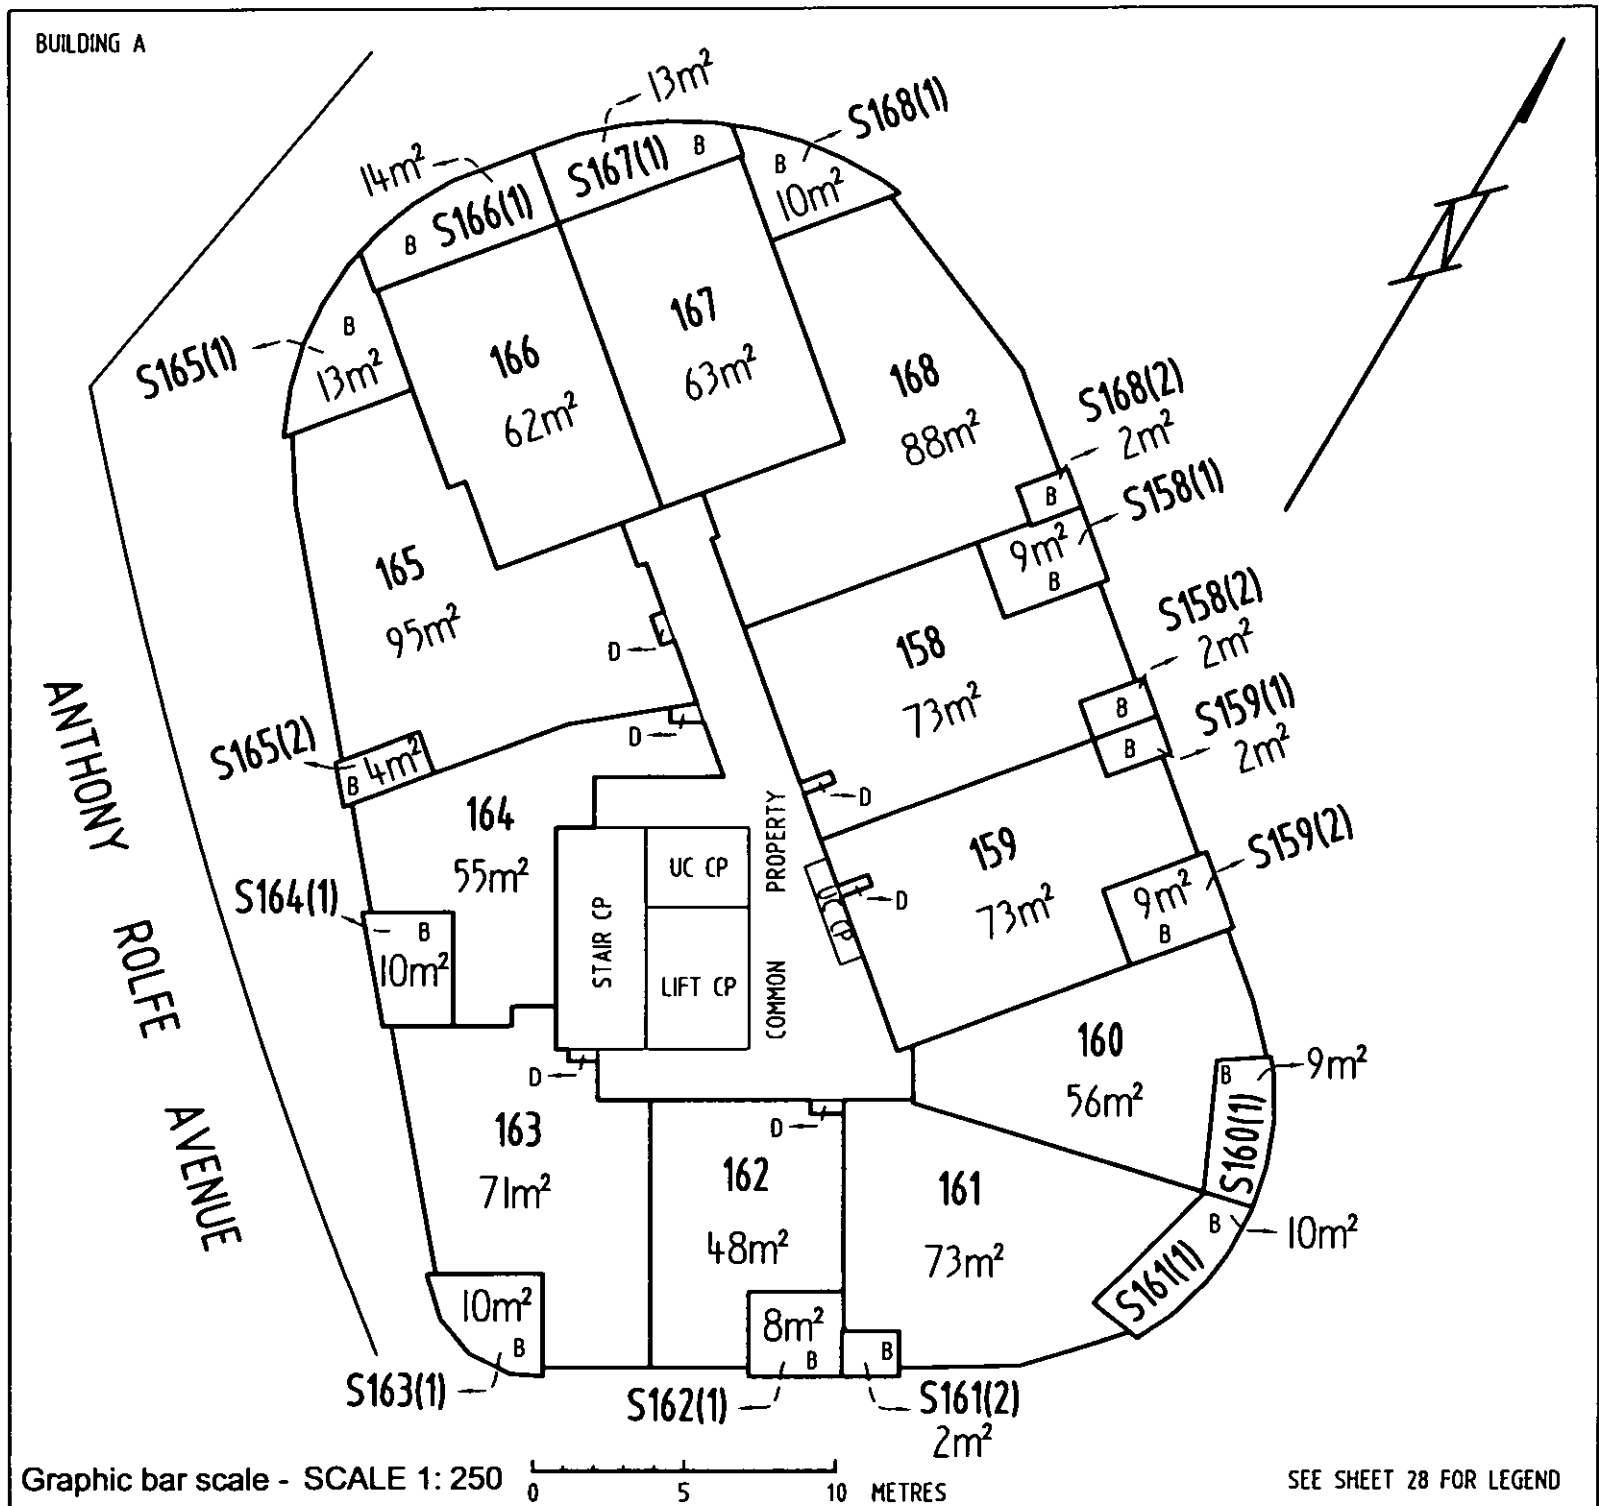 BUILDING A
13m²
S168(1)
14m²
S167(1)
B
B
10m²
S166(1)
B
S165(1)
B
13m²
166
62m²
167
63m²
168
88m²
S168(2)
2m²
B
S158(1)
9m²
B
165
95m²
D
158
73m²
S158(2)
2m²
B
S159(1)
2m²
B
S165(2)
4m²
B
D
D
164
55m²
UC CP
STAIR CP
LIFT CP
COMMON PROPERTY
UC CP
D
159
73m²
S159(2)
9m²
B
S164(1)
B
10m²
160
56m²
B
9m²
S160(1)
D
163
71m²
D
162
48m²
161
73m²
B
10m²
S161(1)
10m²
B
S163(1)
8m²
B
S162(1)
B
S161(2)
2m²
ANTHONY ROLFE AVENUE
Graphic bar scale - SCALE 1: 250
0 5 10 METRES
SEE SHEET 28 FOR LEGEND